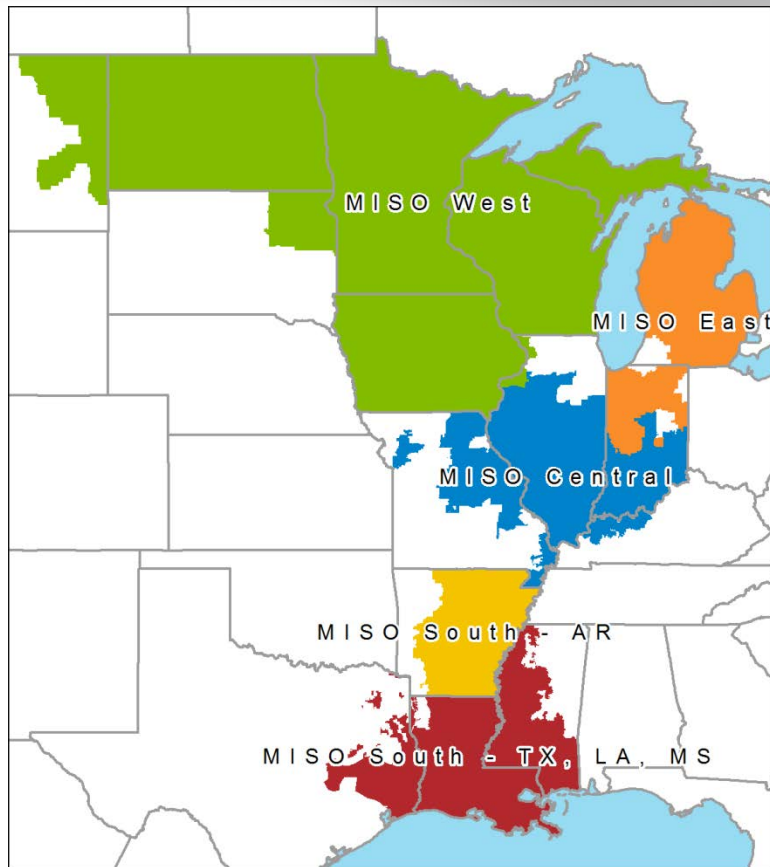 MISO West
MISO East
MISO Central
MISO South - AR
MISO South - TX, LA, MS